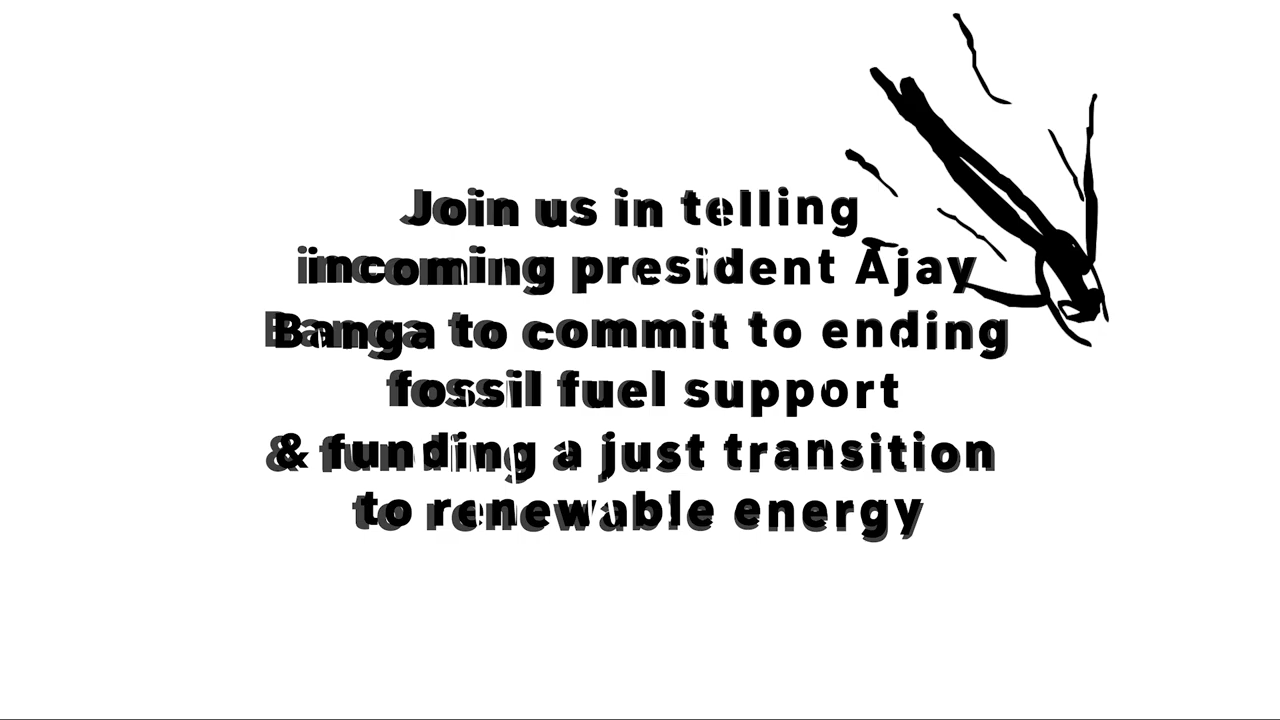 Join us in telling
incoming president Ajay
Banga to commit to ending
fossil fuel support
& funding a just transition
to renewable energy